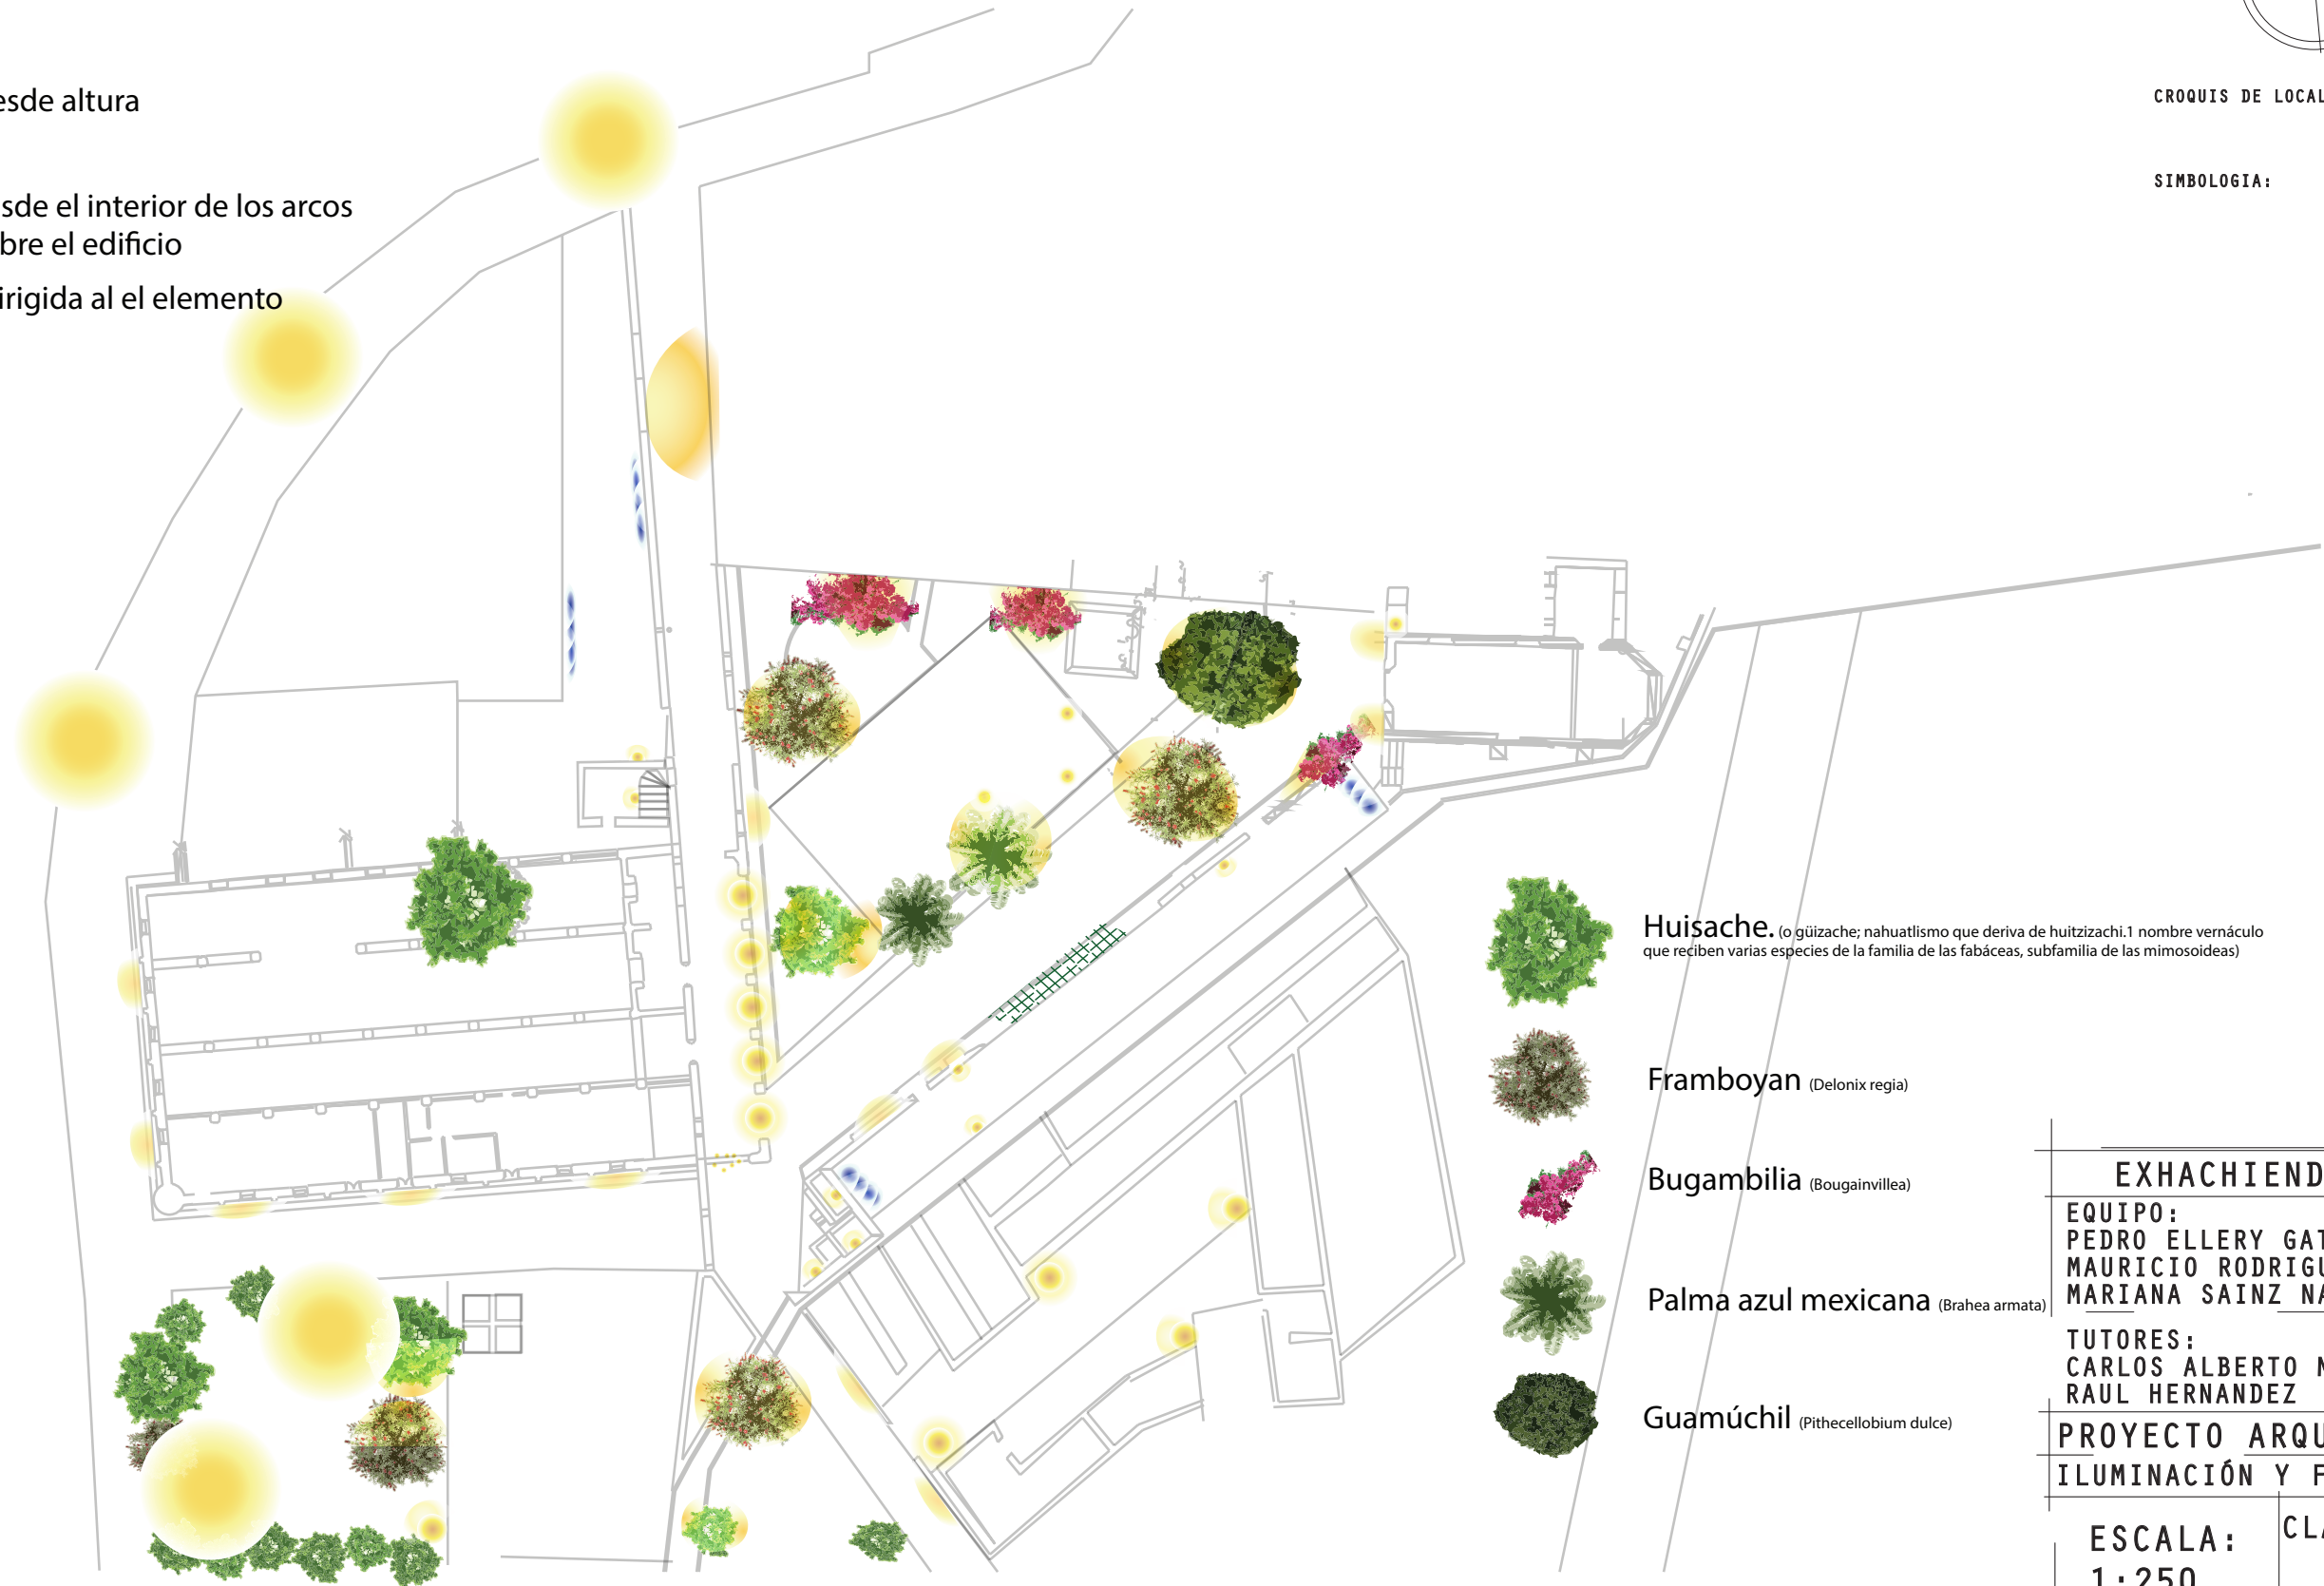 esde altura
sde el interior de los arcos
bre el edificio
irigida al el elemento
CROQUIS DE LOCAL
SIMBOLOGIA:
Huisache. (o güizache; nahuatlismo que deriva de huitzizachi.1 nombre vernáculo
que reciben varias especies de la familia de las fabáceas, subfamilia de las mimosoideas)
Framboyan (Delonix regia)
Bugambilia (Bougainvillea)
Palma azul mexicana (Brahea armata)
Guamúchil (Pithecellobium dulce)
EXHACHIEND
EQUIPO:
PEDRO ELLERY GAT
MAURICIO RODRIGU
MARIANA SAINZ NA
TUTORES:
CARLOS ALBERTO
RAUL HERNANDEZ
PROYECTO ARQU
ILUMINACIÓN Y F
ESCALA:
1:250
CLA